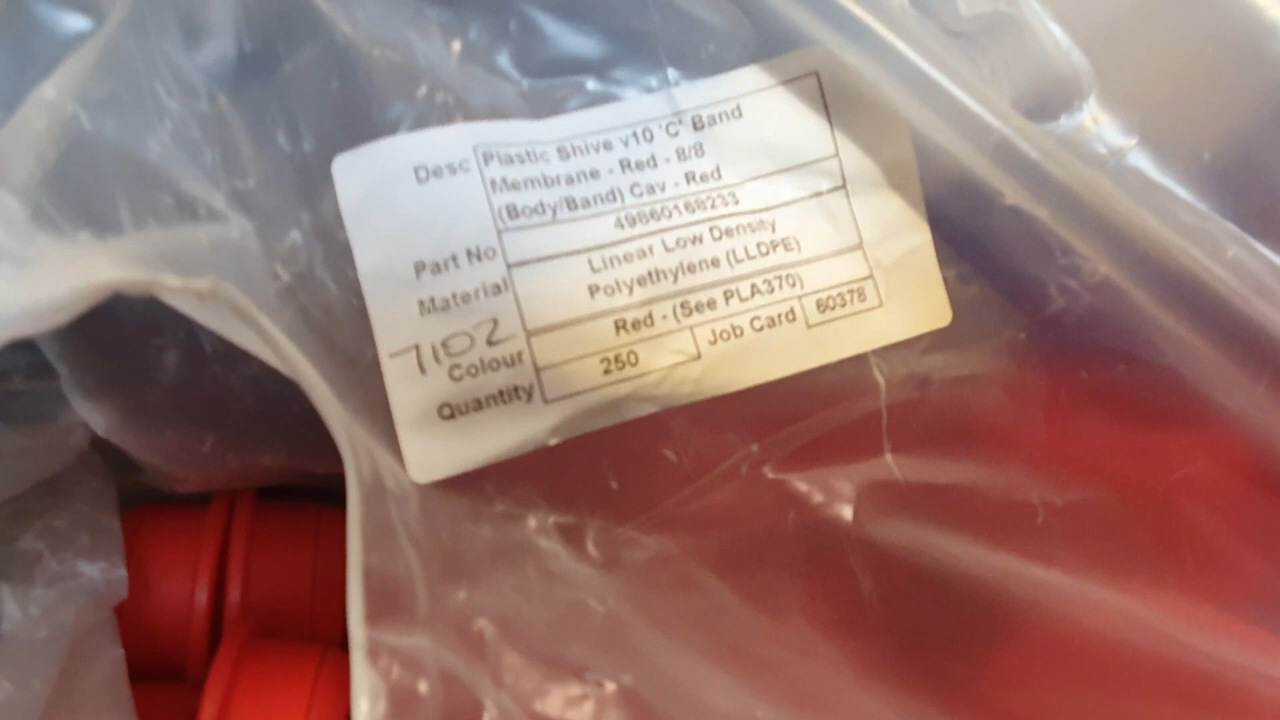 Desc Plastic Shive v10 'C' Band
Membrane - Red - 8/8
(Body/Band) Cav - Red
Part No 49860168233
Material Linear Low Density
Polyethylene (LLDPE)
7102
Colour Red - (See PLA370)
Quantity 250 Job Card 60378